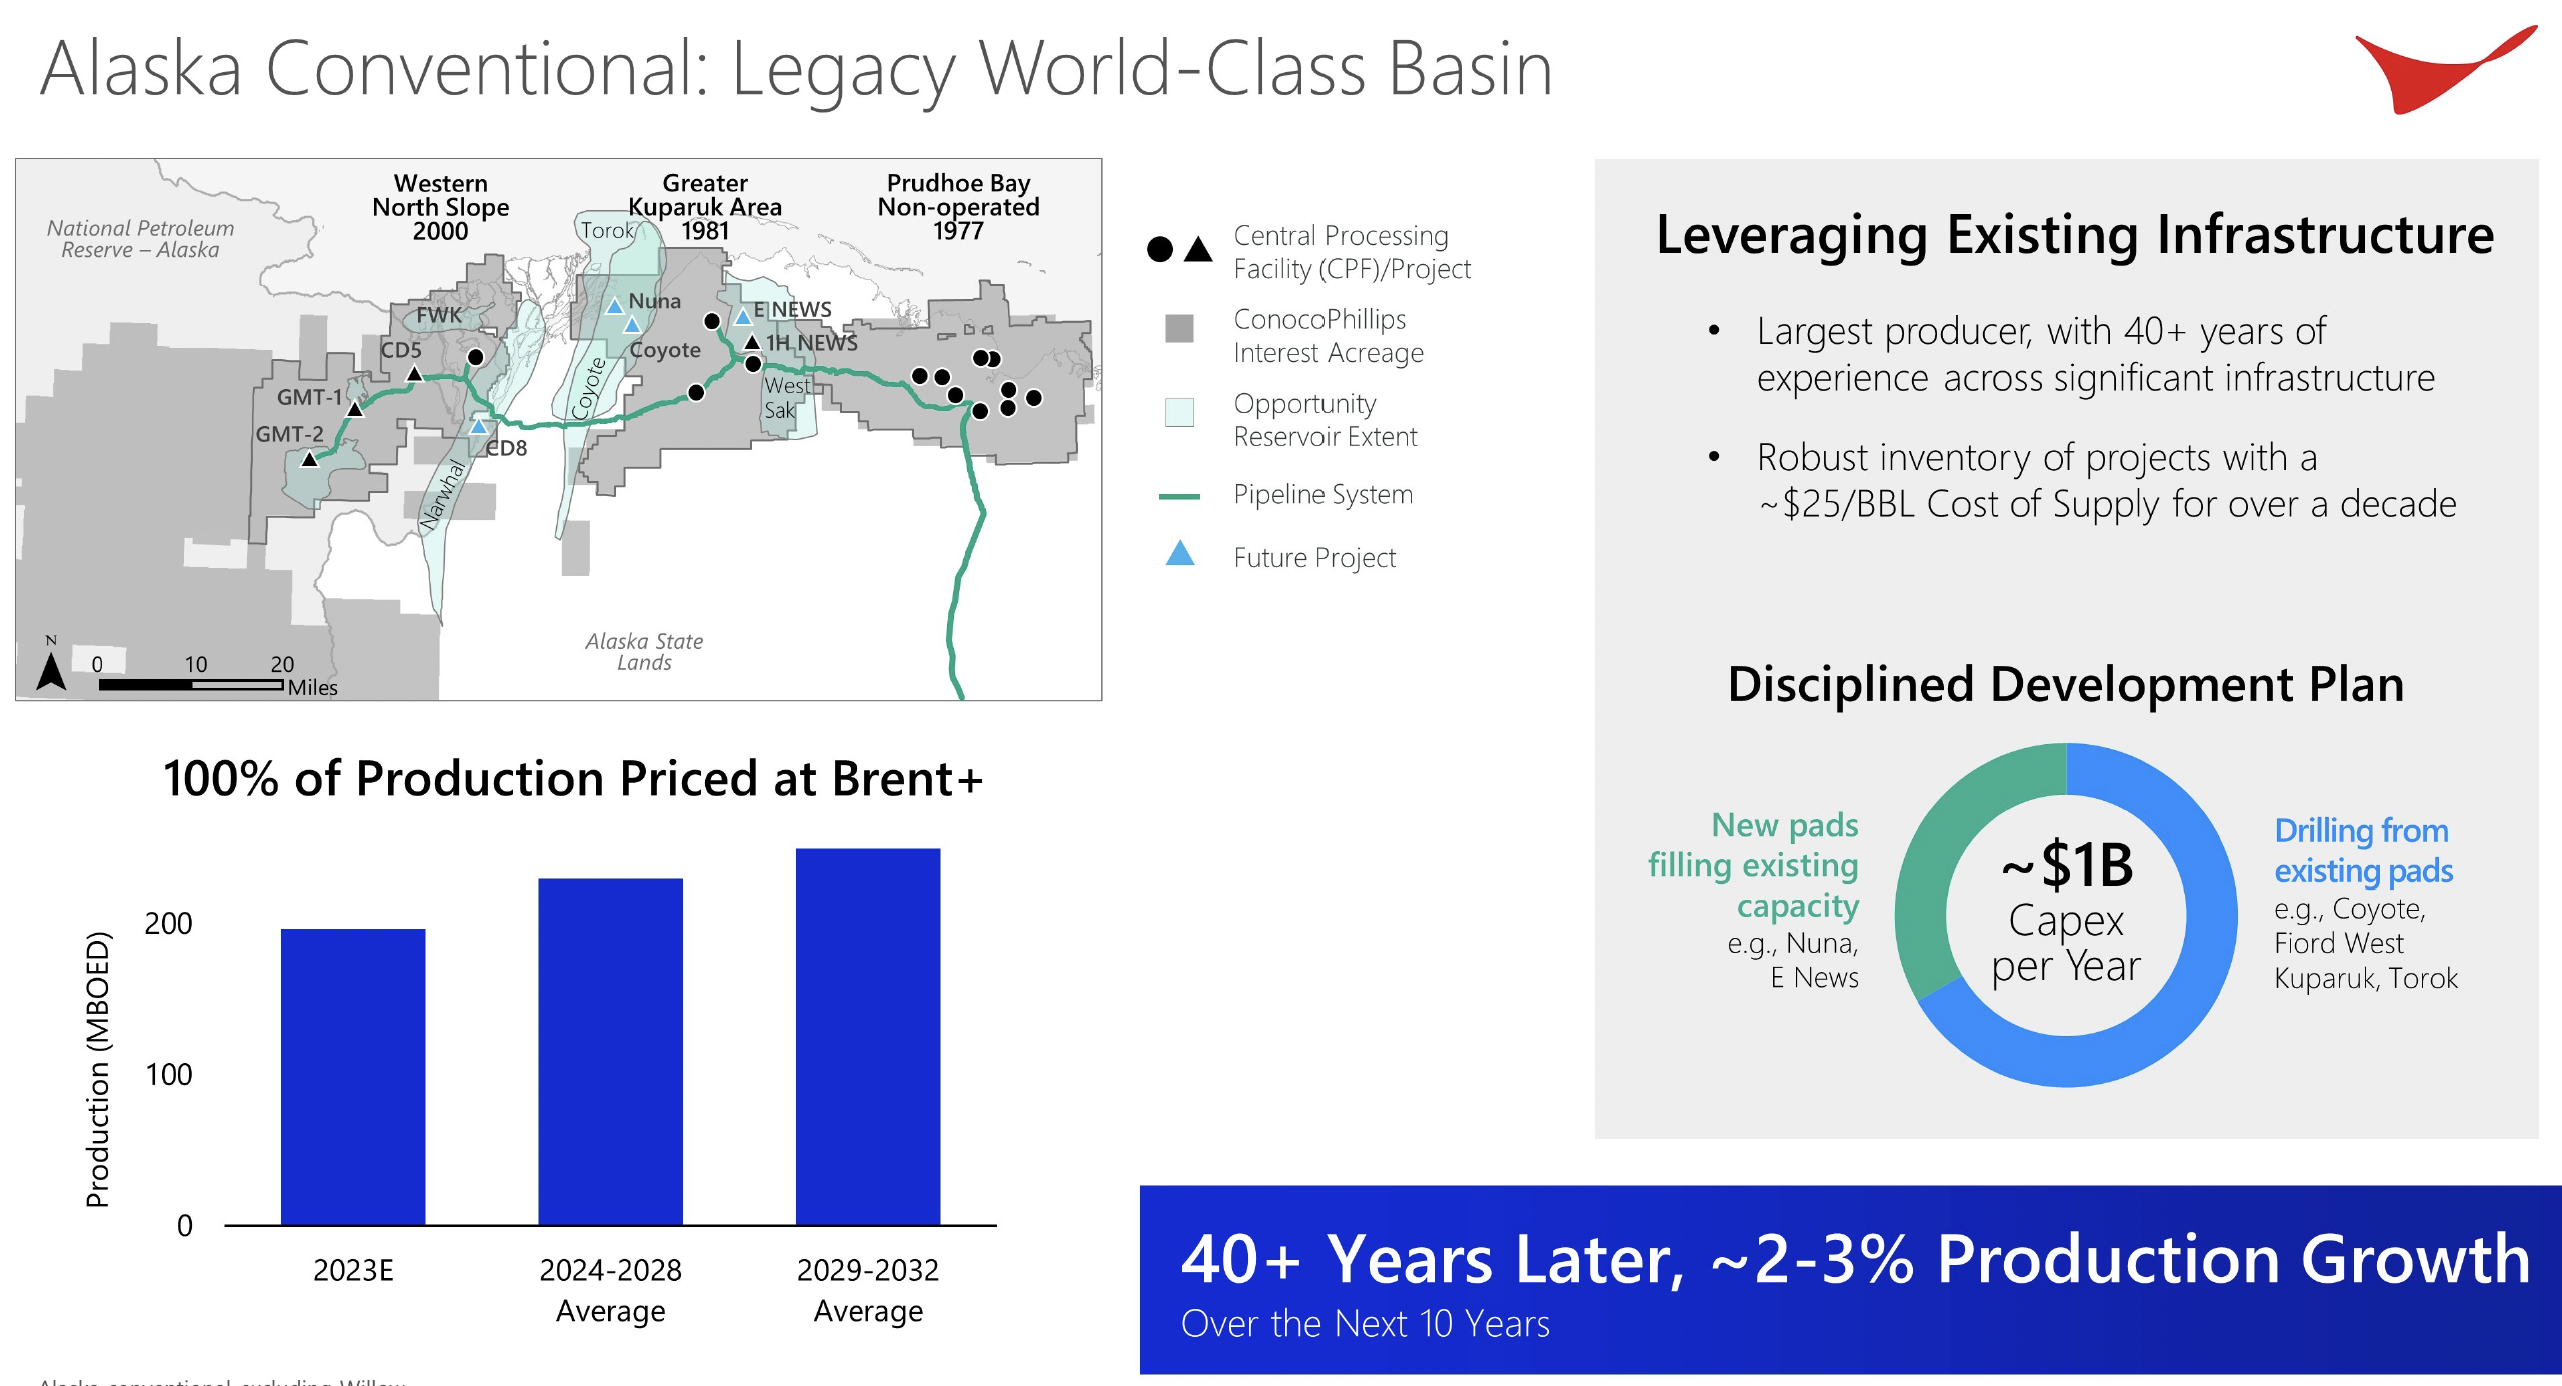 Alaska Conventional: Legacy World-Class Basin
National Petroleum
Reserve – Alaska
Western
North Slope
2000
Greater
Kuparuk Area
1981
Prudhoe Bay
Non-operated
1977
Torok
Nuna
E NEWS
FWK
1H NEWS
CD5
Coyote
Coyote
West
Sak
GMT-1
GMT-2
CD8
Narwhal
Alaska State
Lands
N
0 10 20
Miles
Central Processing
Facility (CPF)/Project
ConocoPhillips
Interest Acreage
Opportunity
Reservoir Extent
Pipeline System
Future Project
Leveraging Existing Infrastructure
• Largest producer, with 40+ years of
experience across significant infrastructure
• Robust inventory of projects with a
~$25/BBL Cost of Supply for over a decade
Disciplined Development Plan
New pads
filling existing
capacity
e.g., Nuna,
E News
~$1B
Capex
per Year
Drilling from
existing pads
e.g., Coyote,
Fiord West
Kuparuk, Torok
100% of Production Priced at Brent+
Production (MBOED)
200
100
0
2023E
2024-2028
Average
2029-2032
Average
40+ Years Later, ~2-3% Production Growth
Over the Next 10 Years
Alaska conventional excluding Willow